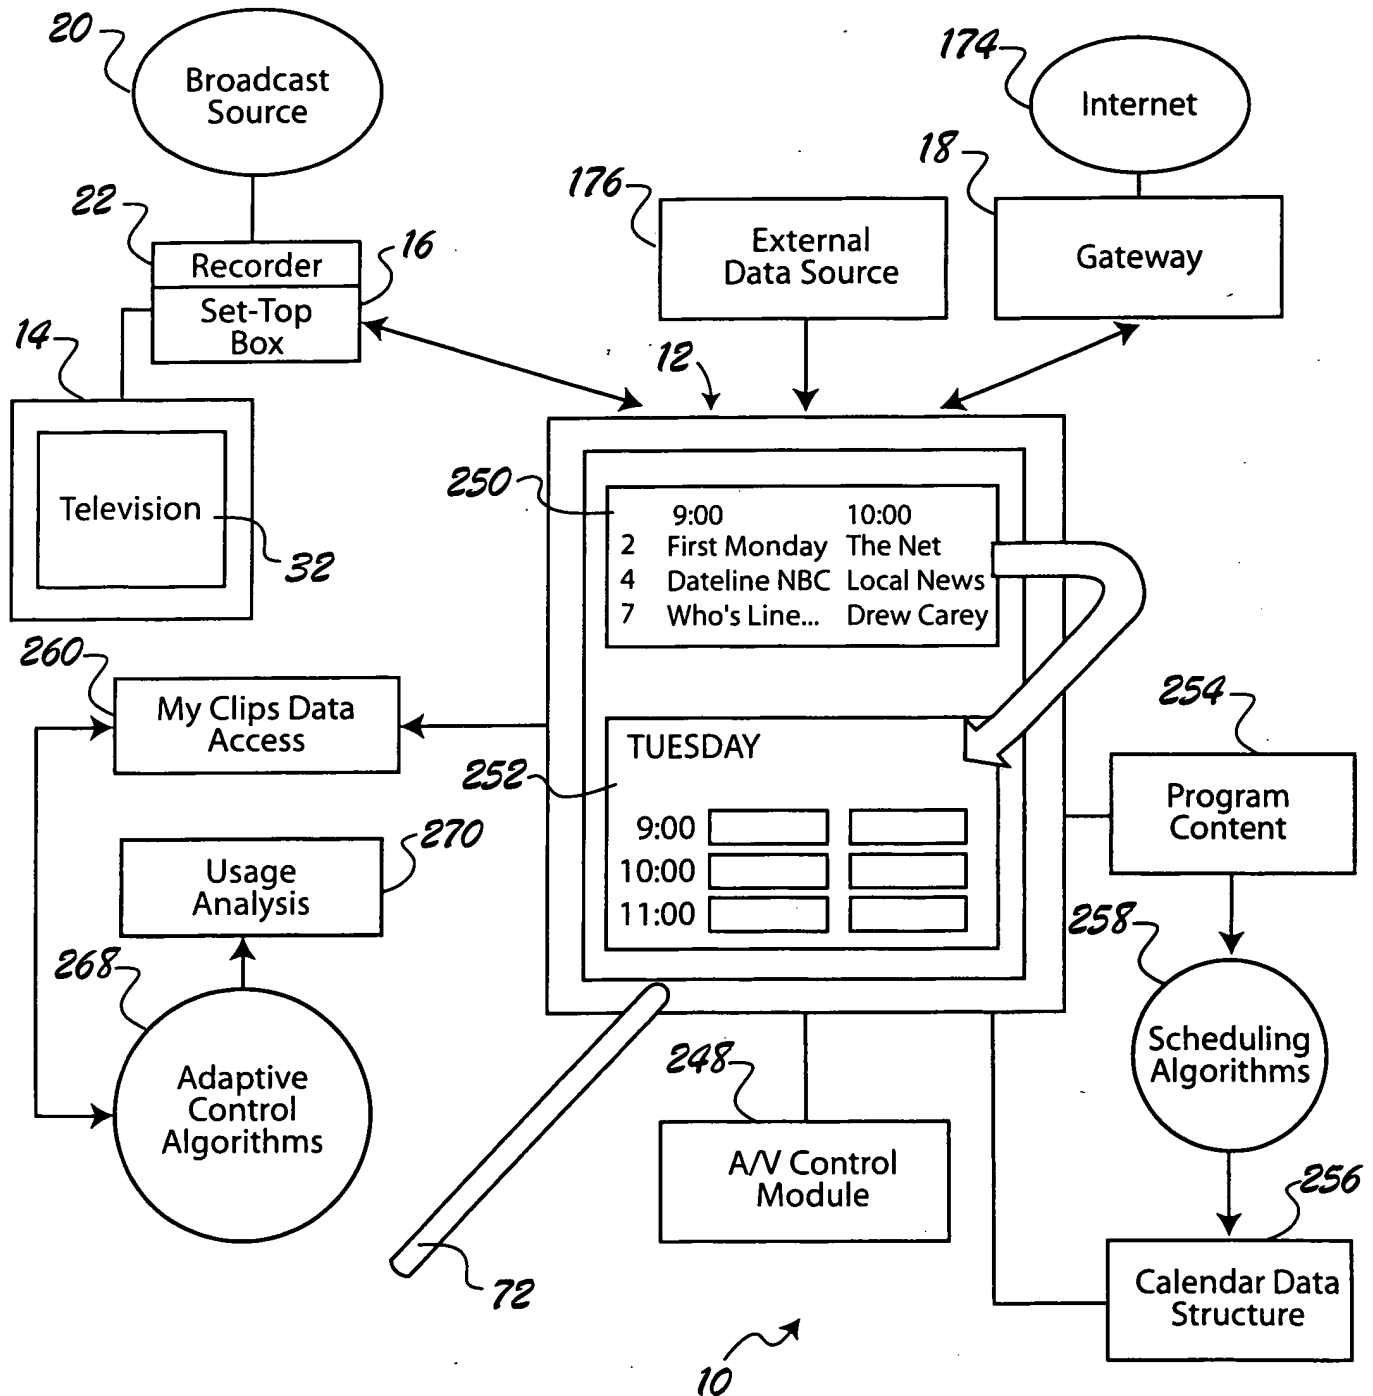 20
Broadcast
Source
174
Internet
22
Recorder
16
Set-Top
Box
176
External
Data Source
18
Gateway
14
Television
32
12
250
9:00 10:00
2 First Monday The Net
4 Dateline NBC Local News
7 Who's Line... Drew Carey
260
My Clips Data
Access
252
TUESDAY
9:00
10:00
11:00
254
Program
Content
270
Usage
Analysis
268
Adaptive
Control
Algorithms
258
Scheduling
Algorithms
248
A/V Control
Module
256
Calendar Data
Structure
72
10